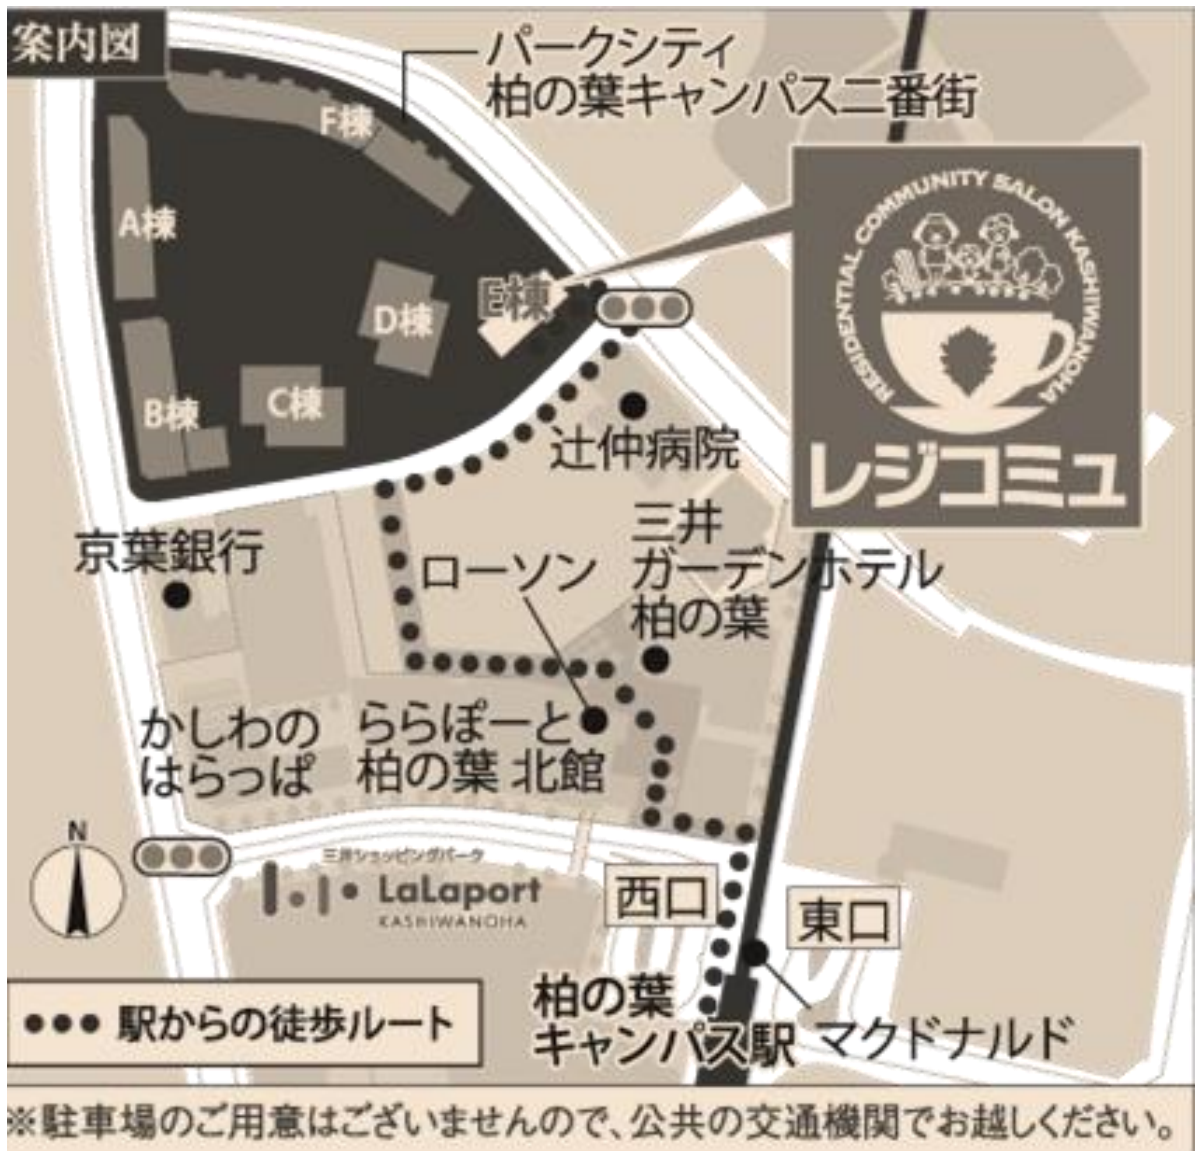 案内図
パークシティ
柏の葉キャンパス二番街
F棟
A棟
E棟
D棟
B棟
C棟
RESIDENTIAL COMMUNITY SALON KASHIWANOHA
レジコミュ
辻仲病院
京葉銀行
ローソン
三井
ガーデンホテル
柏の葉
かしわの
はらっぱ
ららぽーと
柏の葉 北館
N
三井ショッピングパーク
LaLaport
KASHIWANOHA
西口
東口
柏の葉
キャンパス駅
マクドナルド
駅からの徒歩ルート
※駐車場のご用意はございませんので、公共の交通機関でお越しください。